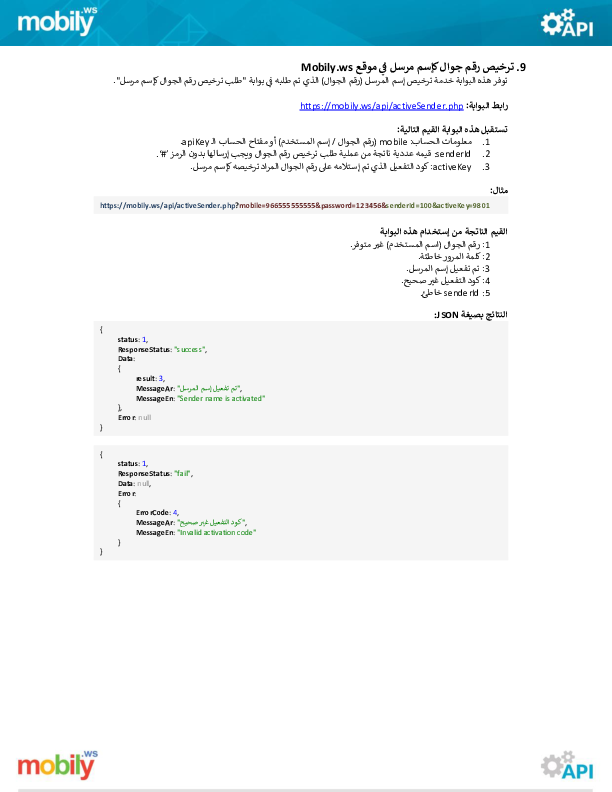 mobily.ws
API
9. ترخيص رقم جوال كإسم مرسل في موقع Mobily.ws
توفر هذه البوابة خدمة ترخيص إسم المرسل (رقم الجوال) الذي تم طلبه في بوابة "طلب ترخيص رقم الجوال كإسم مرسل".
رابط البوابة: https://mobily.ws/api/activeSender.php
تستقبل هذه البوابة القيم التالية:
1. معلومات الحساب: mobile (رقم الجوال / إسم المستخدم) أو مفتاح الحساب الـ apiKey.
2. senderId قيمه عددية ناتجة من عملية طلب ترخيص رقم الجوال ويجب إرسالها بدون الرمز '#'.
3. activeKey: كود التفعيل الذي تم إستلامه على رقم الجوال المراد ترخيصه كإسم مرسل.
مثال:
https://mobily.ws/api/activeSender.php?mobile=966555555555&password=123456&senderId=100&activeKey=9801
القيم الناتجة من إستخدام هذه البوابة
1: رقم الجوال (اسم المستخدم) غير متوفر.
2: كلمة المرور خاطئة.
3: تم تفعيل إسم المرسل.
4: كود التفعيل غير صحيح.
5: senderId خاطئ.
النتائج بصيغة JSON:
{
status: 1,
ResponseStatus: "success",
Data:
{
result: 3,
MessageAr: "تم تفعيل إسم المرسل",
MessageEn: "Sender name is activated"
},
Error: null
}
{
status: 1,
ResponseStatus: "fail",
Data: null,
Error:
{
ErrorCode: 4,
MessageAr: "كود التفعيل غير صحيح",
MessageEn: "Invalid activation code"
}
}
mobily.ws
API